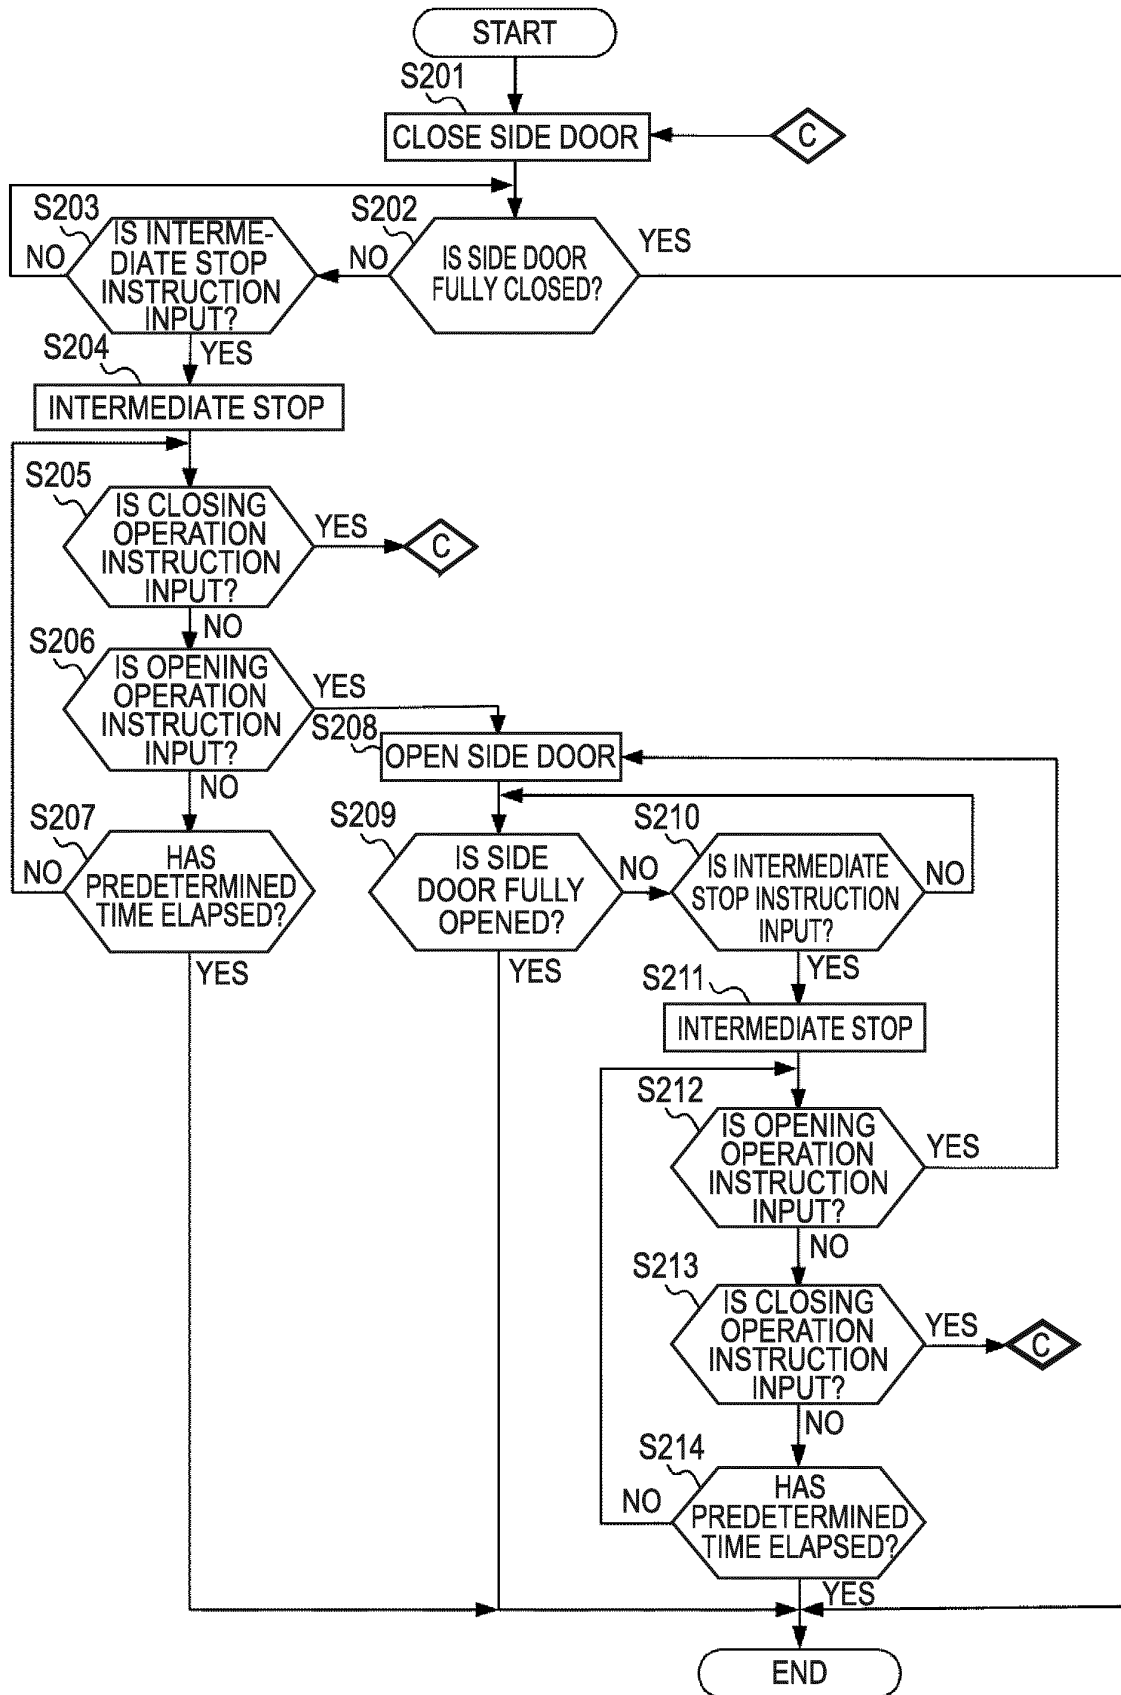 START
S201
CLOSE SIDE DOOR
C
S203
S202
IS INTERME-
DIATE STOP
INSTRUCTION
INPUT?
NO
NO
IS SIDE DOOR
FULLY CLOSED?
YES
YES
S204
INTERMEDIATE STOP
S205
IS CLOSING
OPERATION
INSTRUCTION
INPUT?
YES
C
NO
S206
IS OPENING
OPERATION
INSTRUCTION
INPUT?
YES
S208
OPEN SIDE DOOR
NO
S207
HAS
PREDETERMINED
TIME ELAPSED?
NO
YES
S209
IS SIDE
DOOR FULLY
OPENED?
NO
YES
S210
IS INTERMEDIATE
STOP INSTRUCTION
INPUT?
NO
YES
S211
INTERMEDIATE STOP
S212
IS OPENING
OPERATION
INSTRUCTION
INPUT?
YES
NO
S213
IS CLOSING
OPERATION
INSTRUCTION
INPUT?
YES
C
NO
S214
HAS
PREDETERMINED
TIME ELAPSED?
NO
YES
END